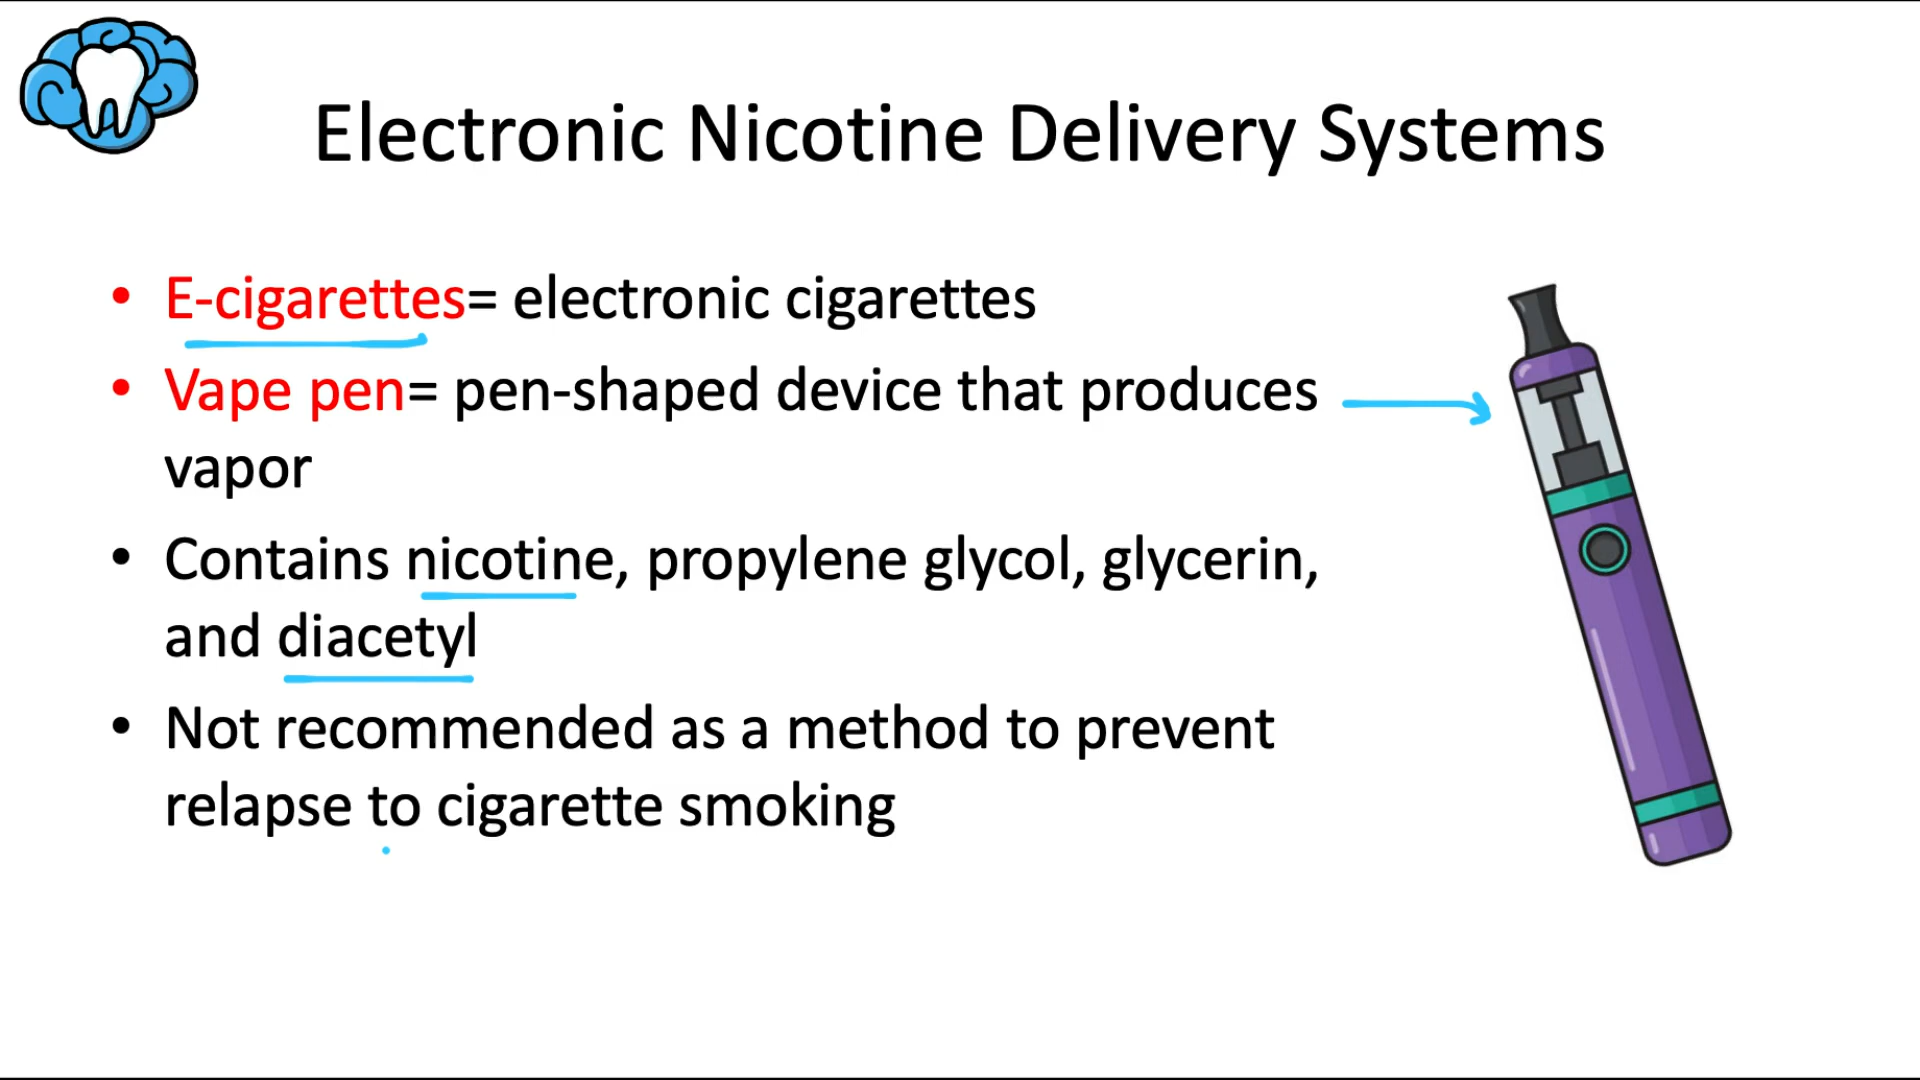 Electronic Nicotine Delivery Systems
• E-cigarettes= electronic cigarettes
• Vape pen= pen-shaped device that produces
vapor
• Contains nicotine, propylene glycol, glycerin,
and diacetyl
• Not recommended as a method to prevent
relapse to cigarette smoking